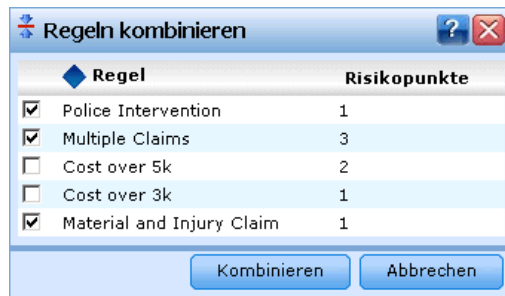 Regeln kombinieren
?
Regel Risikopunkte
Police Intervention 1
Multiple Claims 3
Cost over 5k 2
Cost over 3k 1
Material and Injury Claim 1
Kombinieren Abbrechen